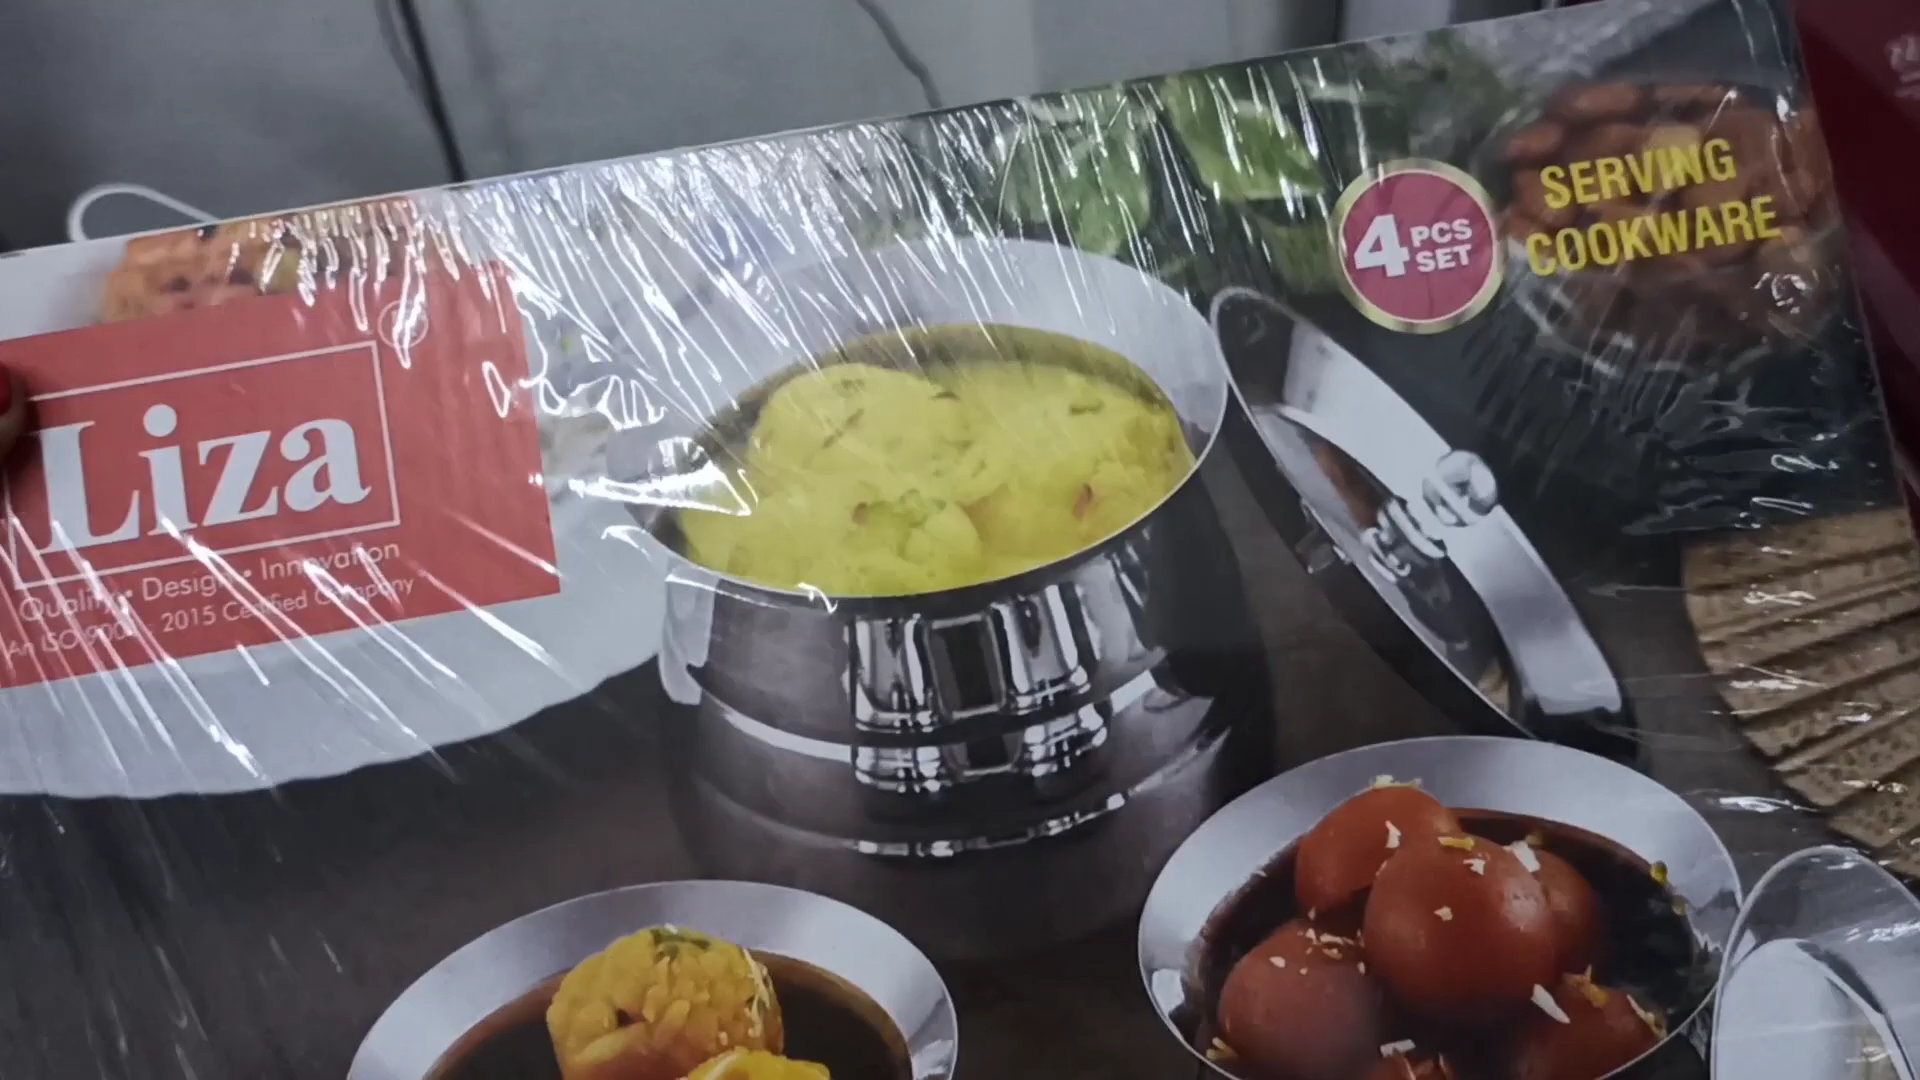 4 PCS
SET
SERVING
COOKWARE
Liza
Quality • Design • Innovation
An ISO 9001 : 2015 Certified Company